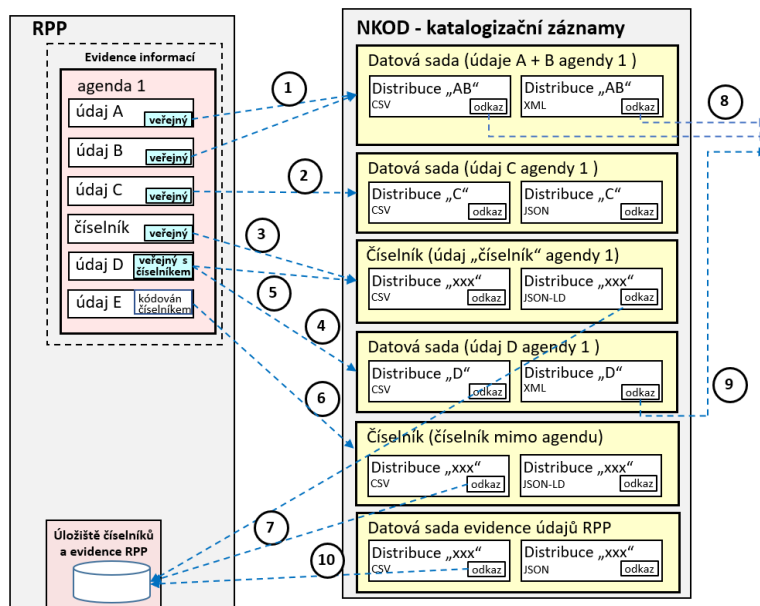 RPP
Evidence informací
agenda 1
údaj A
veřejný
údaj B
veřejný
údaj C
veřejný
číselník
veřejný
údaj D
veřejný s
číselníkem
údaj E
kódován
číselníkem
Úložiště číselníků
a evidence RPP
1
2
3
5
4
6
7
10
NKOD - katalogizační záznamy
Datová sada (údaje A + B agendy 1 )
Distribuce „AB“
CSV
odkaz
Distribuce „AB“
XML
odkaz
Datová sada (údaj C agendy 1 )
Distribuce „C“
CSV
odkaz
Distribuce „C“
JSON
odkaz
Číselník (údaj „číselník“ agendy 1)
Distribuce „xxx“
CSV
odkaz
Distribuce „xxx“
JSON-LD
odkaz
Datová sada (údaj D agendy 1 )
Distribuce „D“
CSV
odkaz
Distribuce „D“
XML
odkaz
Číselník (číselník mimo agendu)
Distribuce „xxx“
CSV
odkaz
Distribuce „xxx“
JSON-LD
odkaz
Datová sada evidence údajů RPP
Distribuce „xxx“
CSV
odkaz
Distribuce „xxx“
JSON
odkaz
8
9